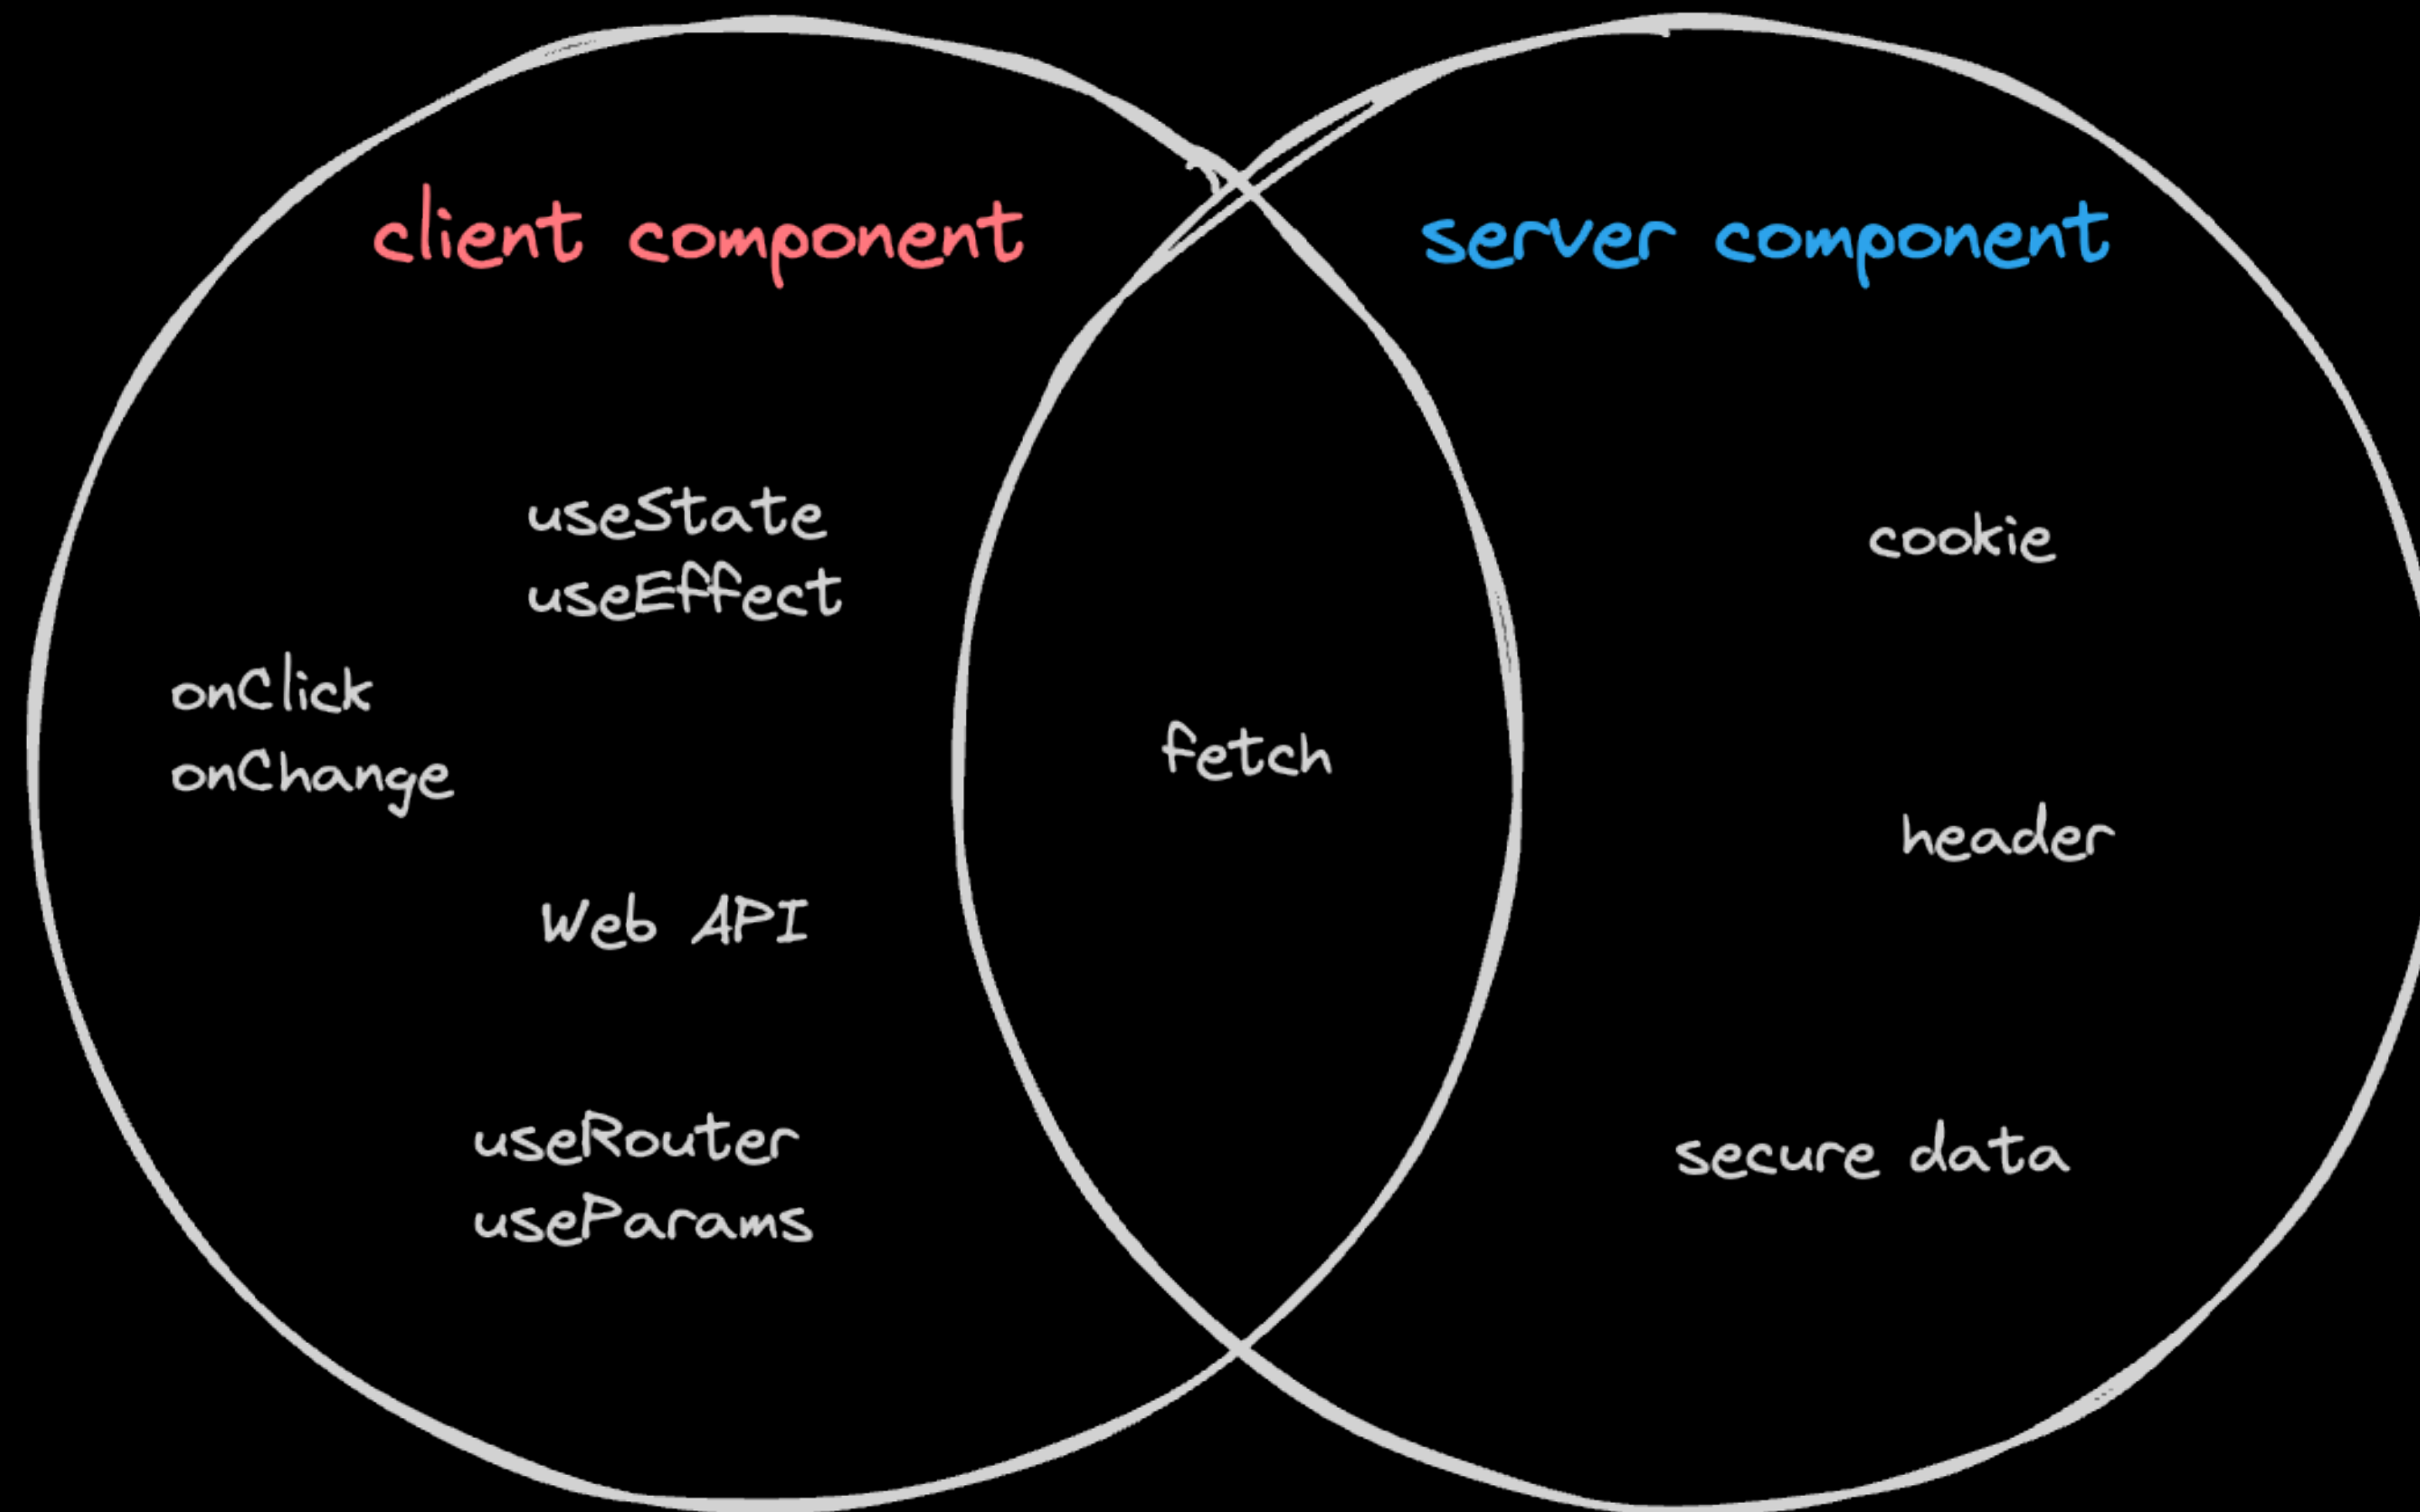 client component
useState
useEffect
onClick
onChange
Web API
useRouter
useParams
fetch
server component
cookie
header
secure data